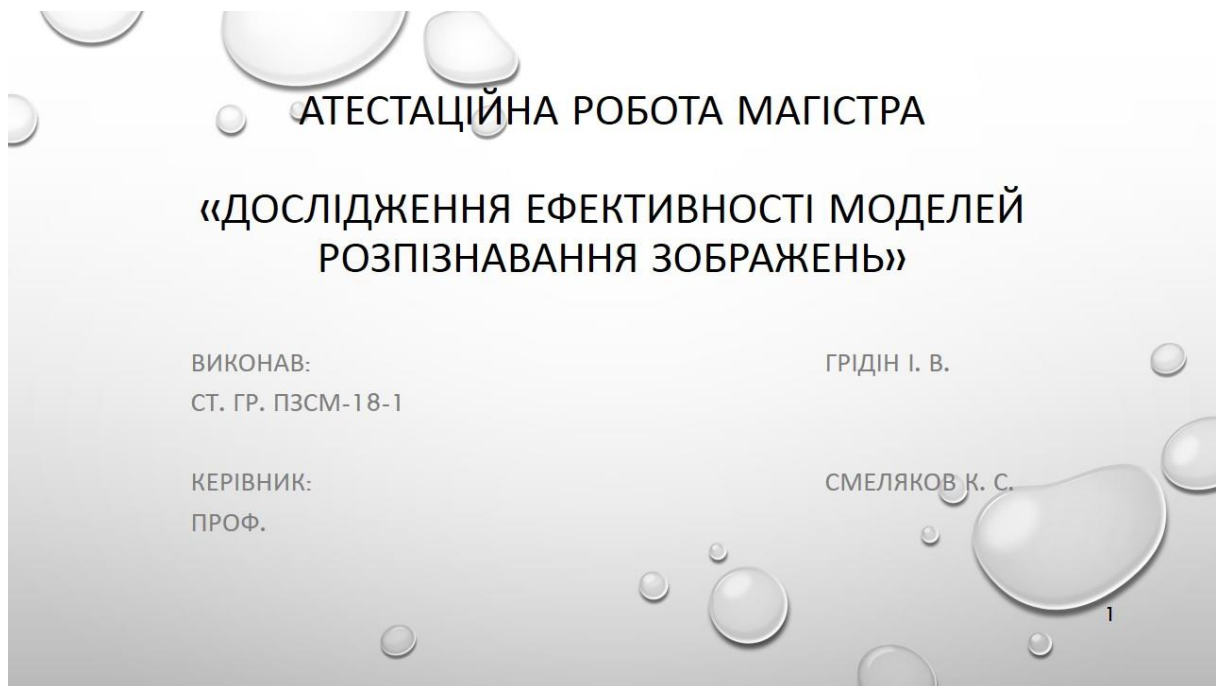 АТЕСТАЦІЙНА РОБОТА МАГІСТРА
«ДОСЛІДЖЕННЯ ЕФЕКТИВНОСТІ МОДЕЛЕЙ
РОЗПІЗНАВАННЯ ЗОБРАЖЕНЬ»
ВИКОНАВ: ГРІДІН І. В.
СТ. ГР. ПЗСМ-18-1
КЕРІВНИК: СМЕЛЯКОВ К. С.
ПРОФ.
1